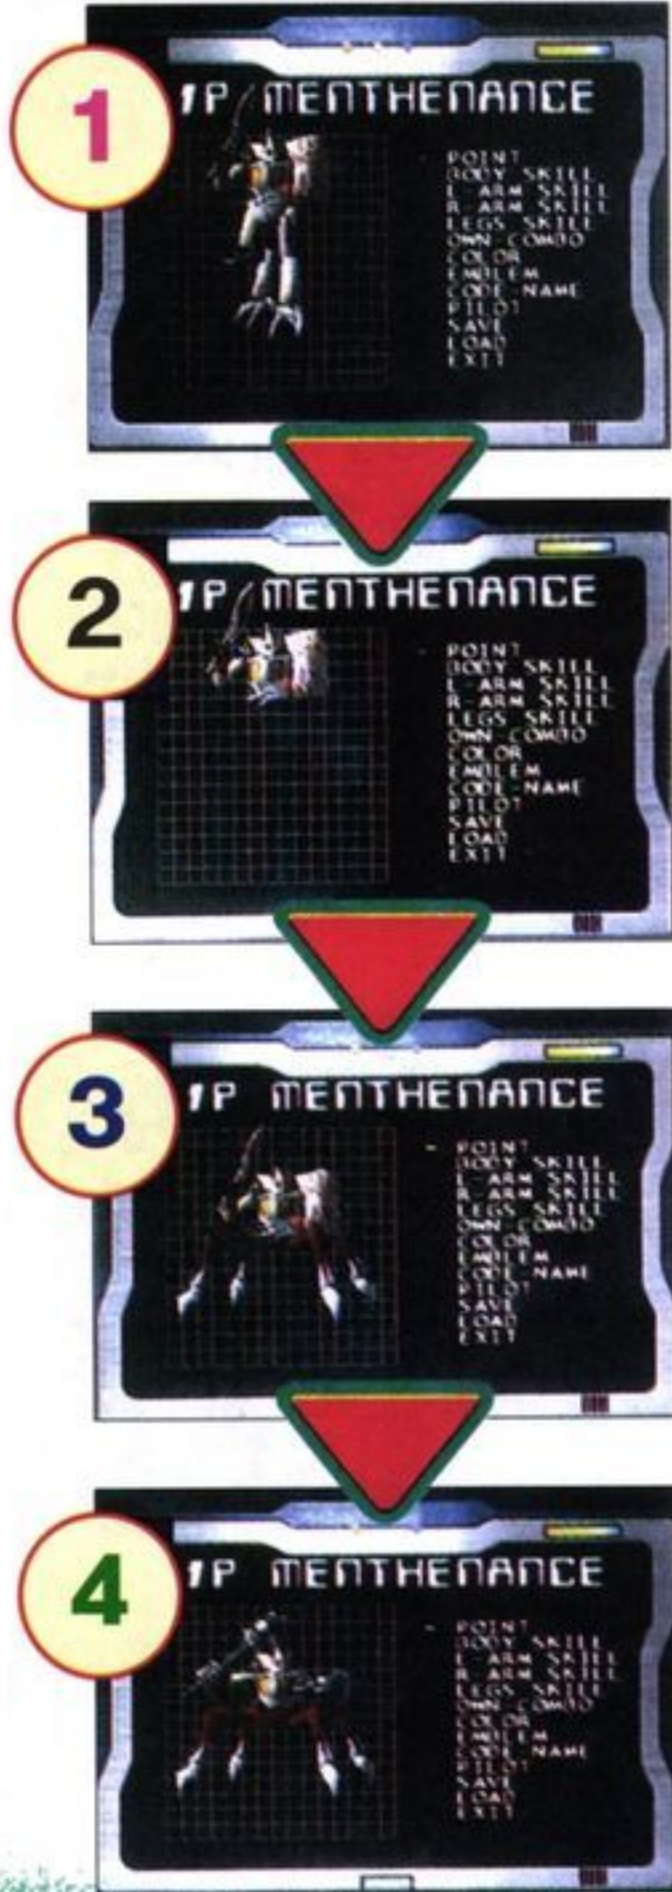 1
1P MENTHENANCE
POINT
BODY SKILL
L-ARM SKILL
R-ARM SKILL
LEGS SKILL
OWN-COMBO
COLOR
EMBLEM
CODE-NAME
PILOT
SAVE
LOAD
EXIT
2
1P MENTHENANCE
POINT
BODY SKILL
L-ARM SKILL
R-ARM SKILL
LEGS SKILL
OWN-COMBO
COLOR
EMBLEM
CODE-NAME
PILOT
SAVE
LOAD
EXIT
3
1P MENTHENANCE
POINT
BODY SKILL
L-ARM SKILL
R-ARM SKILL
LEGS SKILL
OWN-COMBO
COLOR
EMBLEM
CODE-NAME
PILOT
SAVE
LOAD
EXIT
4
1P MENTHENANCE
POINT
BODY SKILL
L-ARM SKILL
R-ARM SKILL
LEGS SKILL
OWN-COMBO
COLOR
EMBLEM
CODE-NAME
PILOT
SAVE
LOAD
EXIT